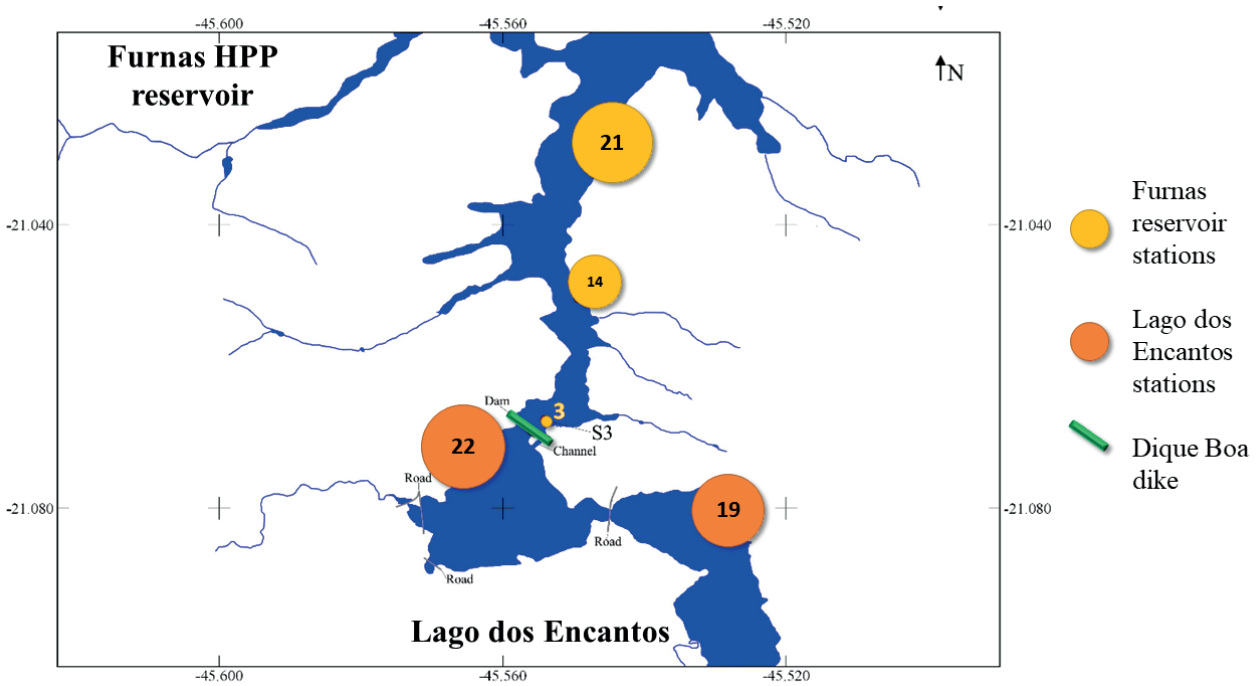 -45.600
-45.560
-45.520
Furnas HPP
reservoir
N
21
-21.040
-21.040
14
Dam
3
S3
22
Channel
Road
-21.080
-21.080
19
Road
Road
Lago dos Encantos
-45.600
-45.560
-45.520
Furnas
reservoir
stations
Lago dos
Encantos
stations
Dique Boa
dike